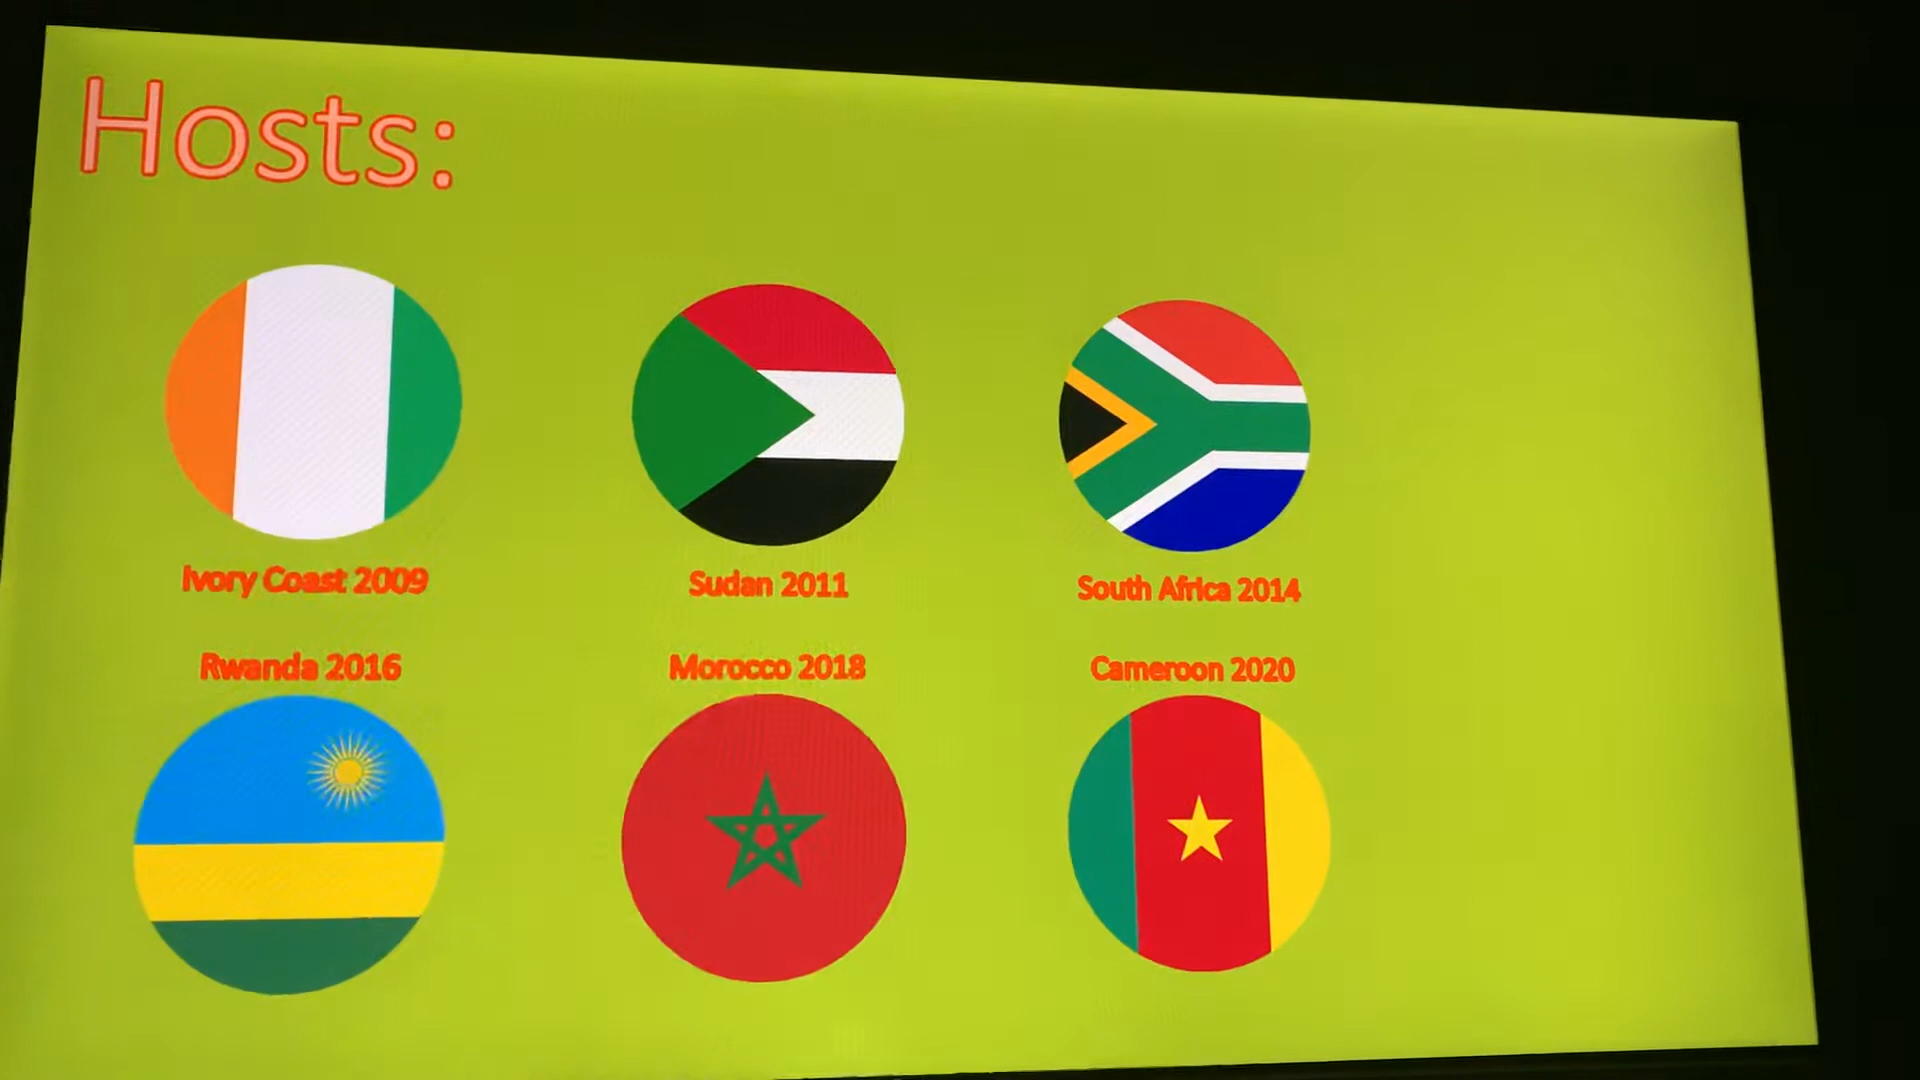 Hosts:
Ivory Coast 2009
Sudan 2011
South Africa 2014
Rwanda 2016
Morocco 2018
Cameroon 2020